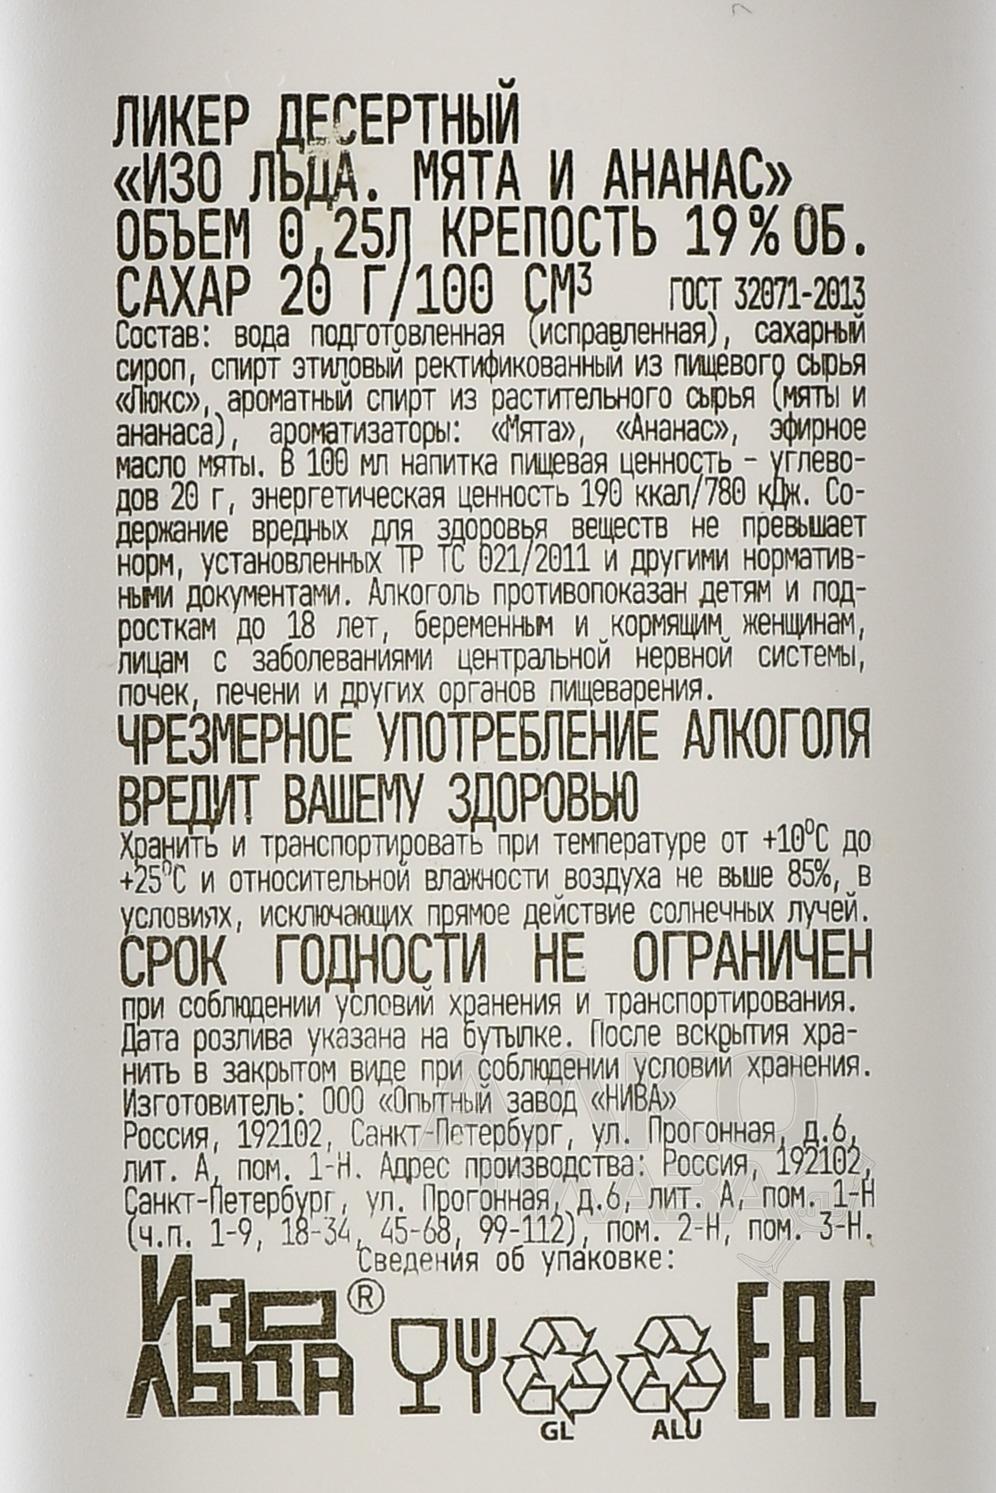 ЛИКЕР ДЕСЕРТНЫЙ
«ИЗО ЛЬДА. МЯТА И АНАНАС»
ОБЪЕМ 0,25Л КРЕПОСТЬ 19% ОБ.
САХАР 20 Г/100 СМ³ ГОСТ 32071-2013
Состав: вода подготовленная (исправленная), сахарный
сироп, спирт этиловый ректификованный из пищевого сырья
«Люкс», ароматный спирт из растительного сырья (мяты и
ананаса), ароматизаторы: «Мята», «Ананас», эфирное
масло мяты. В 100 мл напитка пищевая ценность – углево-
дов 20 г, энергетическая ценность 190 ккал/780 кДж. Со-
держание вредных для здоровья веществ не превышает
норм, установленных ТР ТС 021/2011 и другими норматив-
ными документами. Алкоголь противопоказан детям и под-
росткам до 18 лет, беременным и кормящим женщинам,
лицам с заболеваниями центральной нервной системы,
почек, печени и других органов пищеварения.
ЧРЕЗМЕРНОЕ УПОТРЕБЛЕНИЕ АЛКОГОЛЯ
ВРЕДИТ ВАШЕМУ ЗДОРОВЬЮ
Хранить и транспортировать при температуре от +10°С до
+25°С и относительной влажности воздуха не выше 85%, в
условиях, исключающих прямое действие солнечных лучей.
СРОК ГОДНОСТИ НЕ ОГРАНИЧЕН
при соблюдении условий хранения и транспортирования.
Дата розлива указана на бутылке. После вскрытия хра-
нить в закрытом виде при соблюдении условий хранения.
Изготовитель: ООО «Опытный завод «НИВА»
Россия, 192102, Санкт-Петербург, ул. Прогонная, д.6,
лит. А, пом. 1-Н. Адрес производства: Россия, 192102,
Санкт-Петербург, ул. Прогонная, д.6, лит. А, пом. 1-Н
(ч.п. 1-9, 18-34, 45-68, 99-112), пом. 2-Н, пом. 3-Н.
Сведения об упаковке:
ИЗО ®
ЛЬДА
GL ALU EAC
АЛКО
ПЛАВА